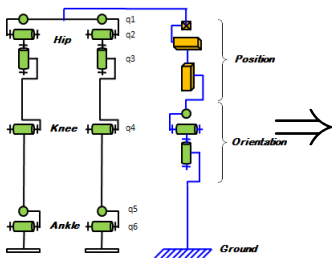 q1
Hip
q2
q3
Position
Knee
q4
Orientation
q5
Ankle
q6
Ground